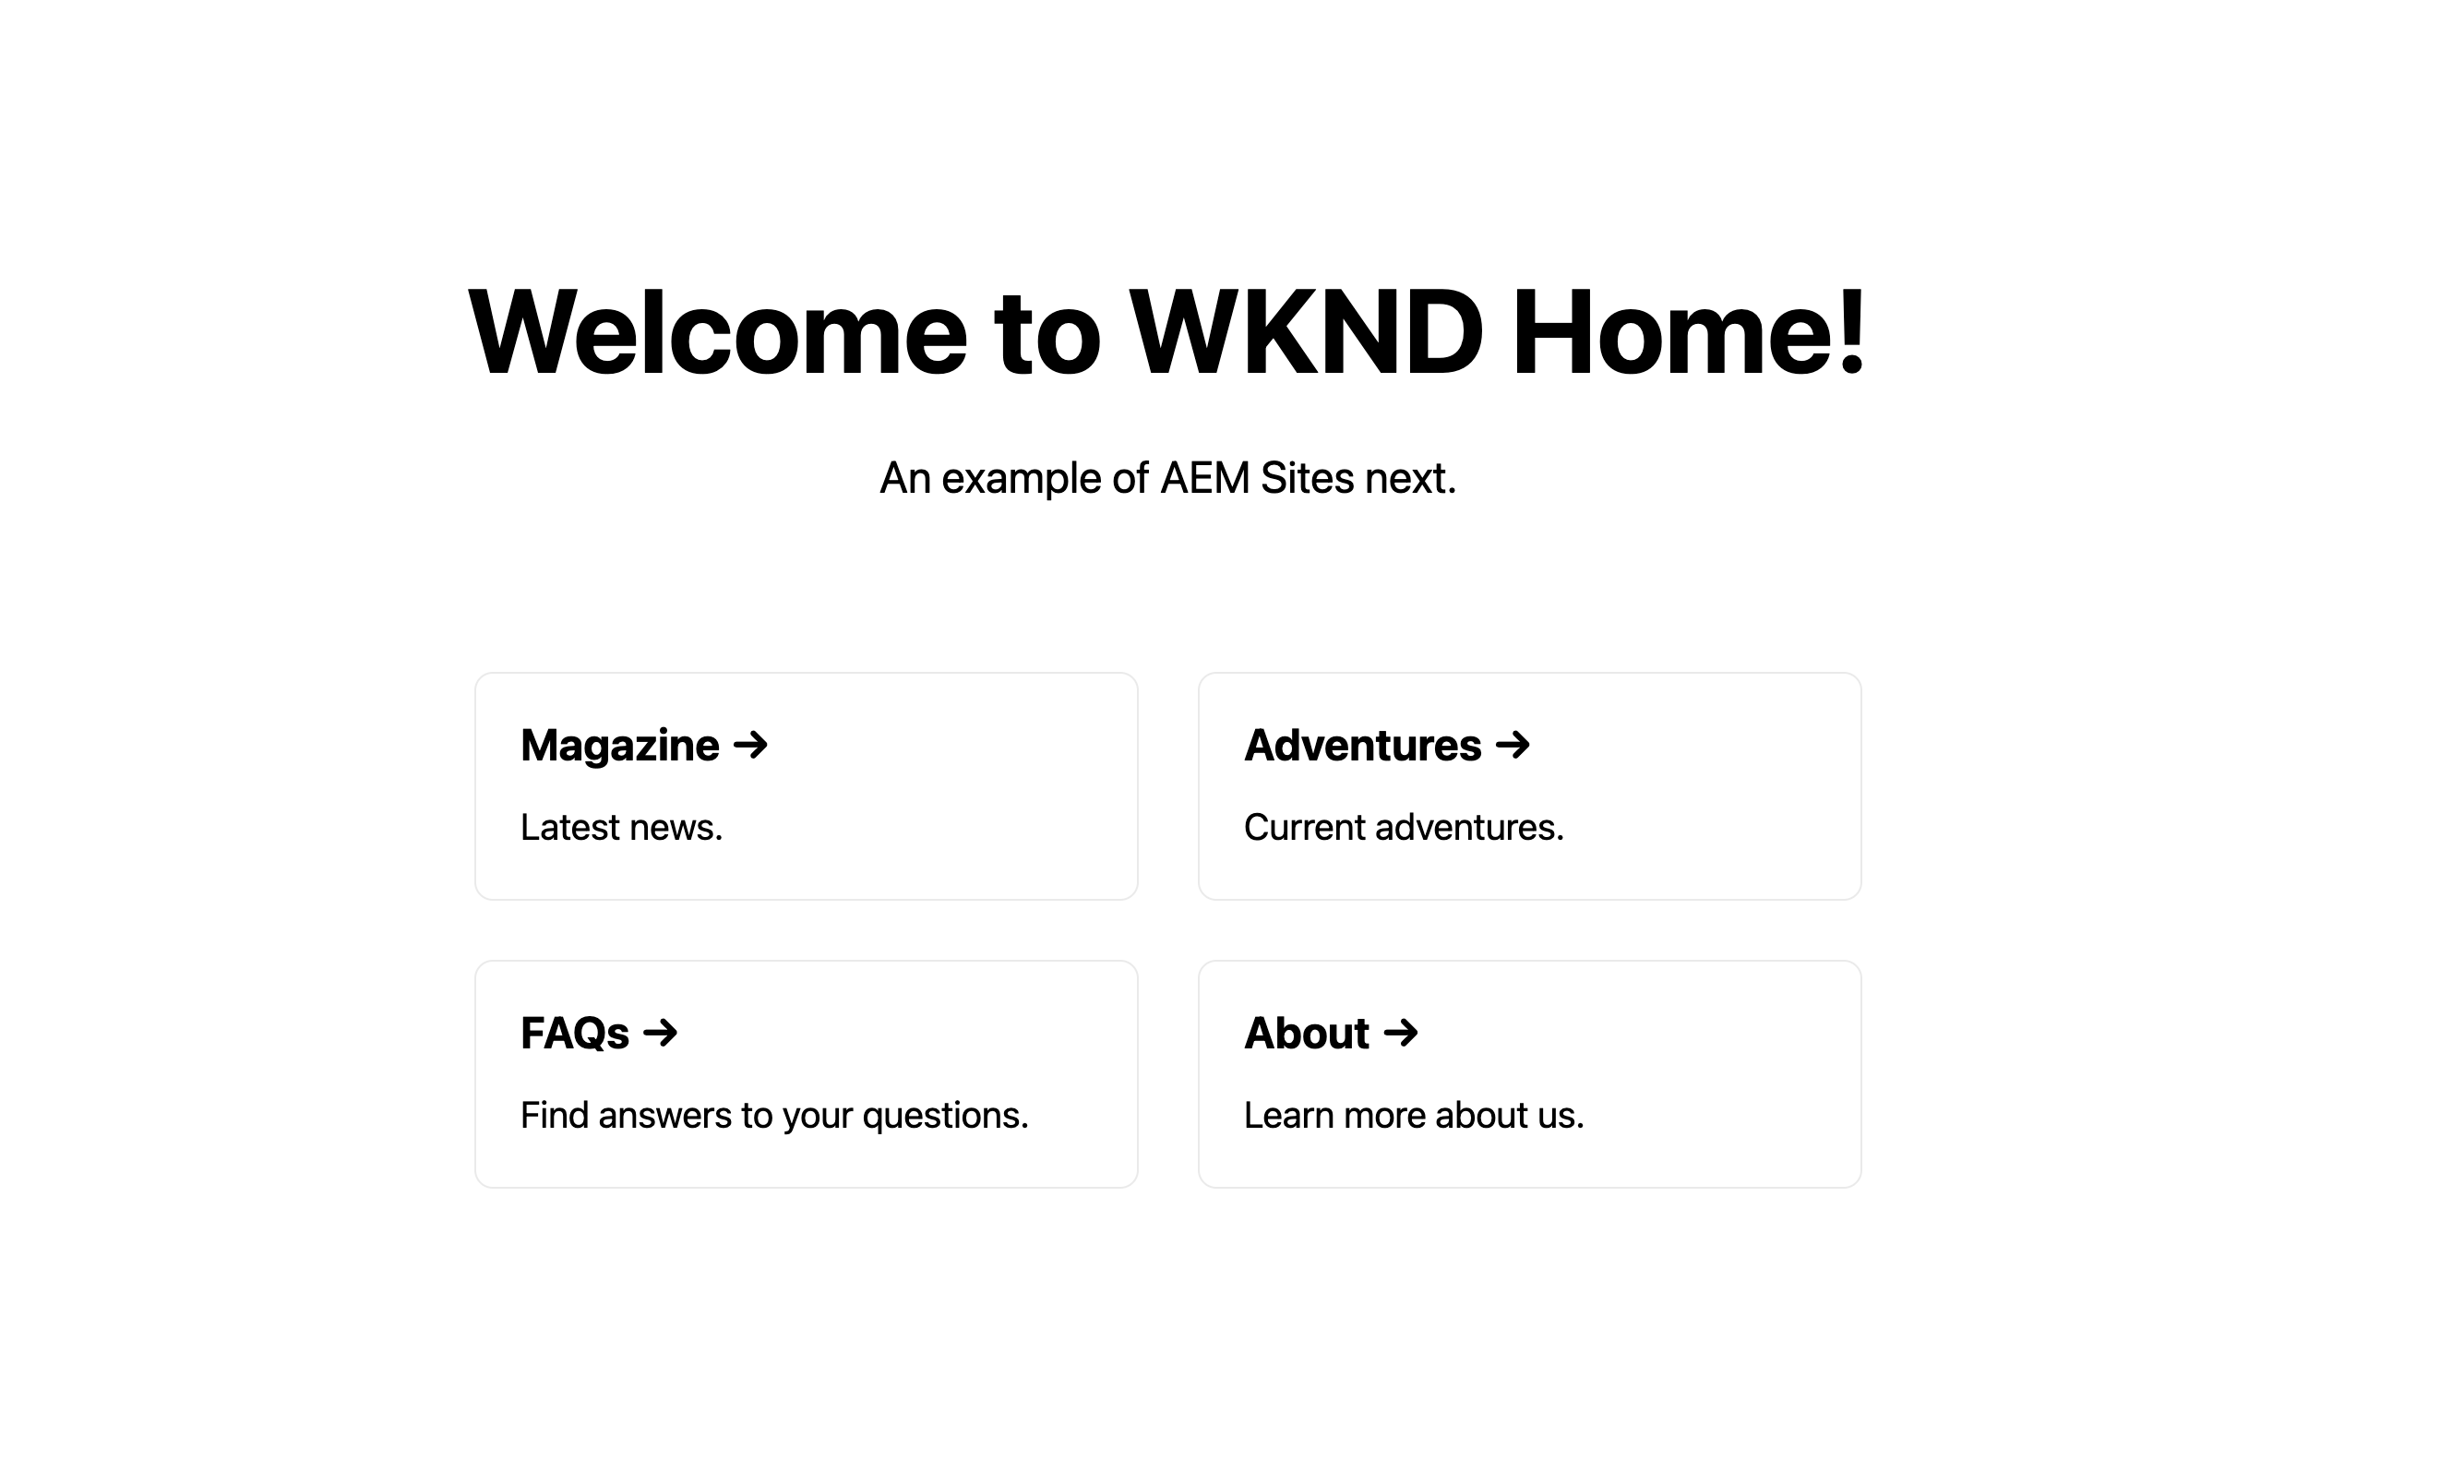 Welcome to WKND Home!
An example of AEM Sites next.
Magazine →
Latest news.
Adventures →
Current adventures.
FAQs →
Find answers to your questions.
About →
Learn more about us.